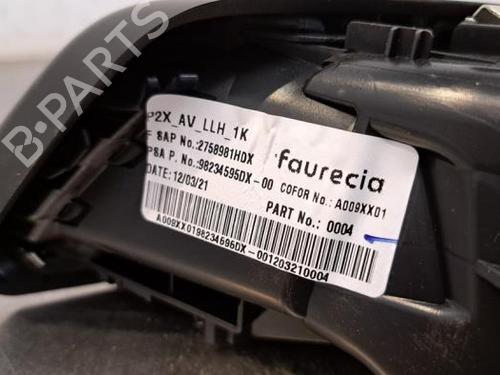 B-PARTS
P2X_AV_LLH_1K
F SAP No.:2758981HDX
faurecia
PSA P. No.:98234595DX-00
COFOR No.: A009XX01
DATE: 12/03/21
PART No.: 0004
A009XX0198234595DX-001203210004